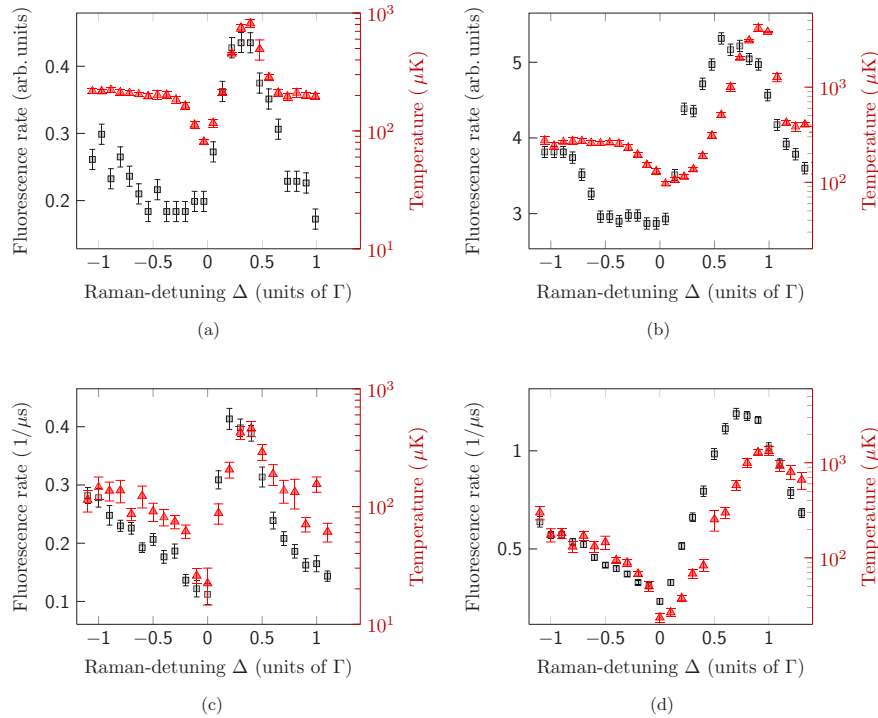 Fluorescence rate (arb. units)
0.4
0.3
0.2
10³
10²
10¹
Temperature ( μK)
−1 −0.5 0 0.5 1
Raman-detuning Δ (units of Γ)
(a)
Fluorescence rate (arb. units)
5
4
3
10³
10²
Temperature ( μK)
−1 −0.5 0 0.5 1
Raman-detuning Δ (units of Γ)
(b)
Fluorescence rate ( 1/μs)
0.4
0.3
0.2
0.1
10³
10²
10¹
Temperature ( μK)
−1 −0.5 0 0.5 1
Raman-detuning Δ (units of Γ)
(c)
Fluorescence rate ( 1/μs)
1
0.5
10³
10²
Temperature ( μK)
−1 −0.5 0 0.5 1
Raman-detuning Δ (units of Γ)
(d)